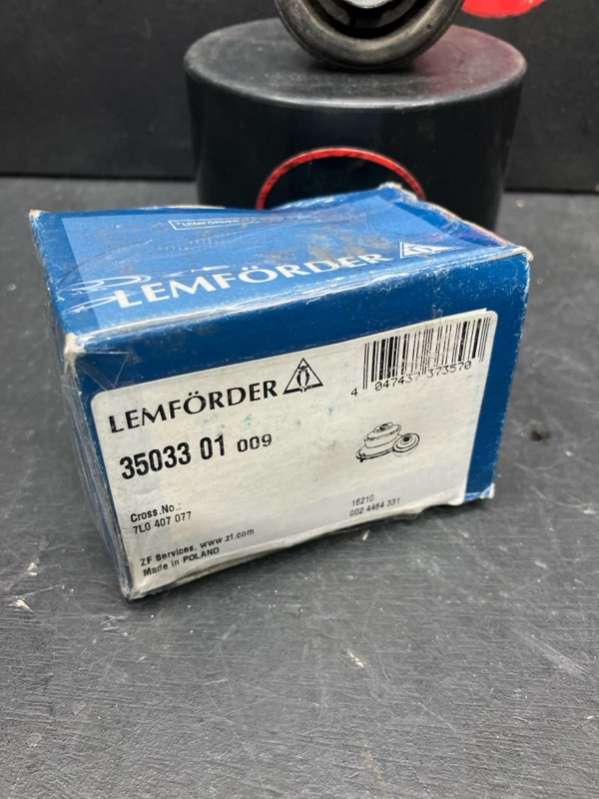 LEMFÖRDER
LEMFÖRDER
4 047437 373570
35033 01 009
Cross.No.:
7L0 407 077
16210
002 4464 331
ZF Services, www.zf.com
Made in POLAND